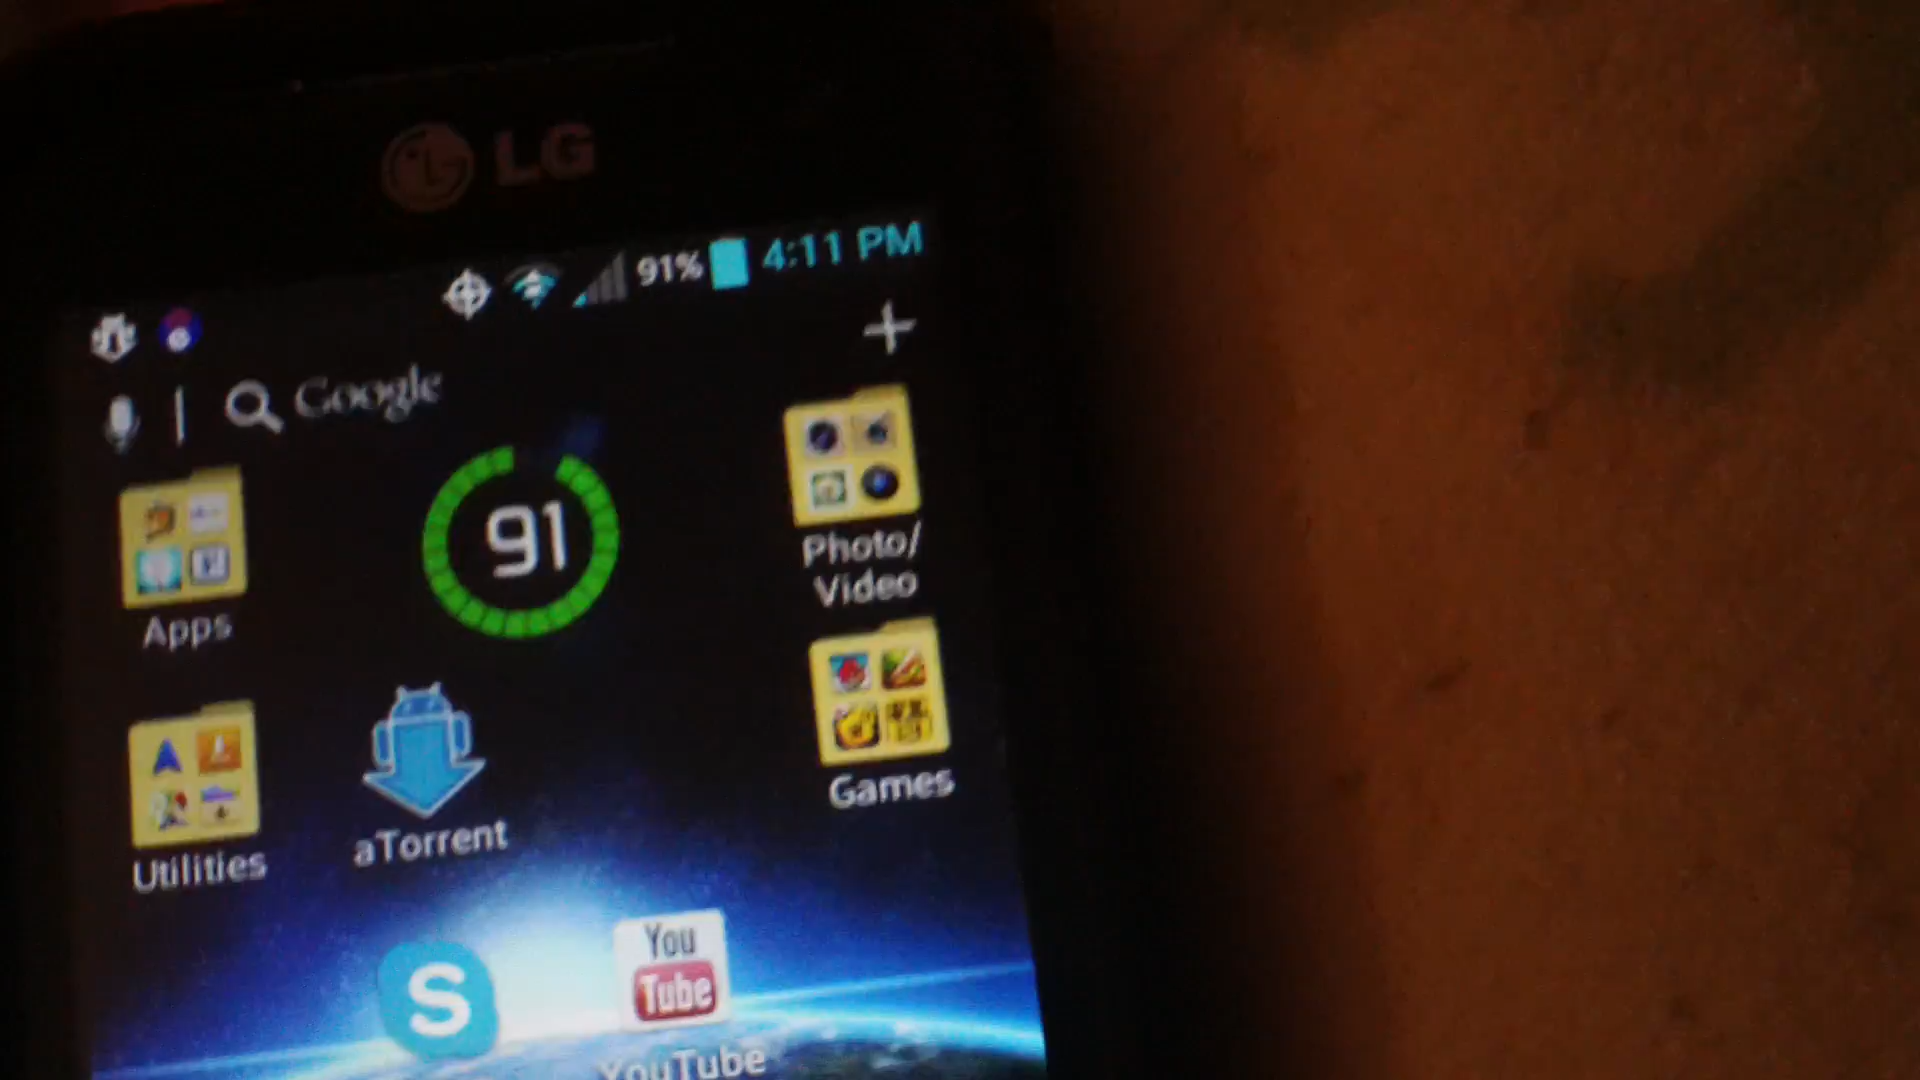 LG
91% 4:11 PM
Google
91
Photo/
Video
Apps
Games
aTorrent
Utilities
You
Tube
S
YouTube